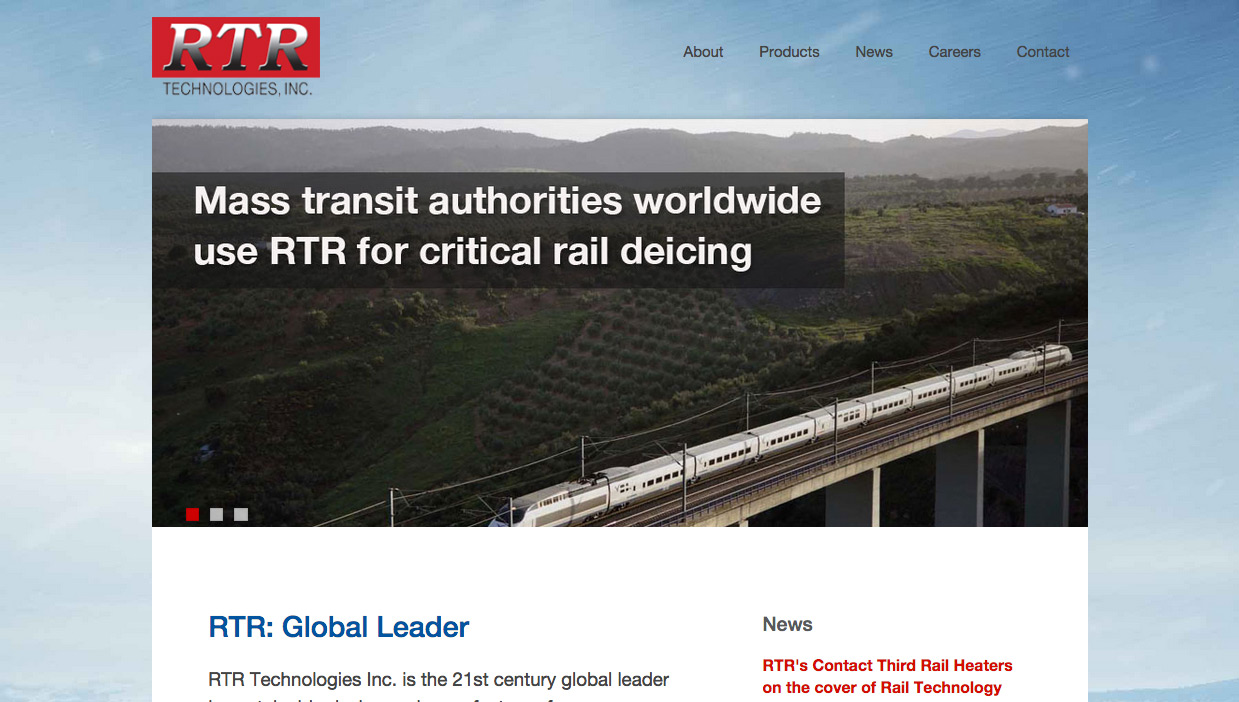 RTR
TECHNOLOGIES, INC.
About
Products
News
Careers
Contact
Mass transit authorities worldwide
use RTR for critical rail deicing
RTR: Global Leader
RTR Technologies Inc. is the 21st century global leader
News
RTR's Contact Third Rail Heaters
on the cover of Rail Technology